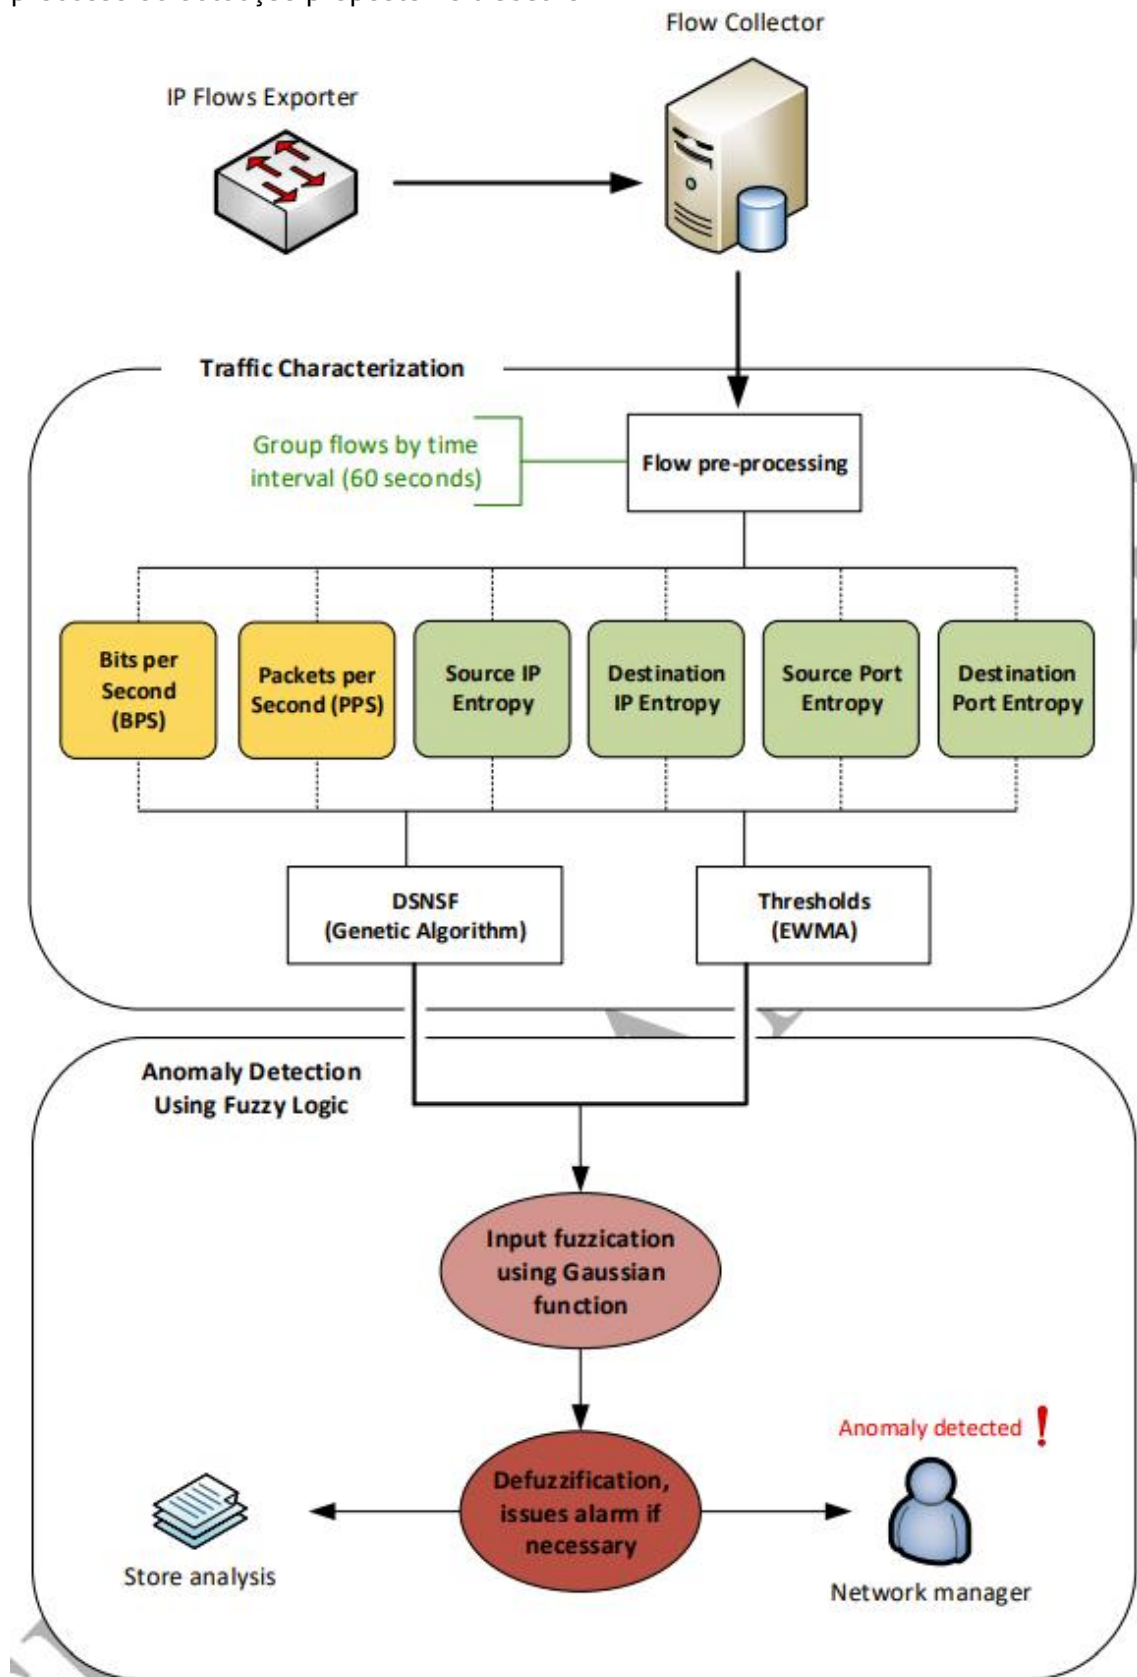 Flow Collector
IP Flows Exporter
Traffic Characterization
Group flows by time
interval (60 seconds)
Flow pre-processing
Bits per
Second
(BPS)
Packets per
Second (PPS)
Source IP
Entropy
Destination
IP Entropy
Source Port
Entropy
Destination
Port Entropy
DSNSF
(Genetic Algorithm)
Thresholds
(EWMA)
Anomaly Detection
Using Fuzzy Logic
Input fuzzication
using Gaussian
function
Anomaly detected !
Defuzzification,
issues alarm if
necessary
Store analysis
Network manager